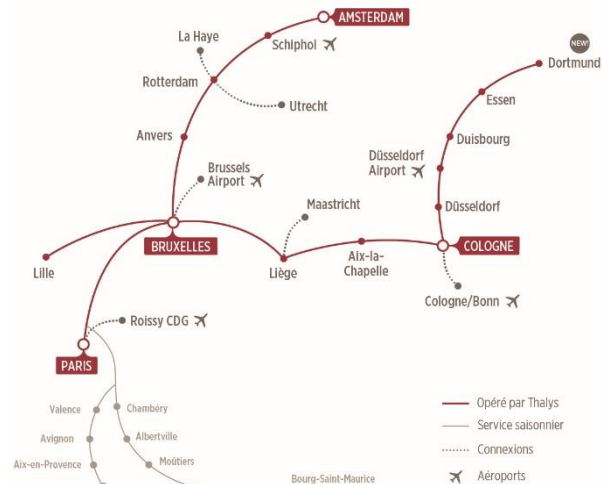 AMSTERDAM
La Haye
Schiphol
NEW!
Dortmund
Rotterdam
Utrecht
Essen
Anvers
Duisbourg
Brussels
Airport
Düsseldorf
Airport
Maastricht
Düsseldorf
BRUXELLES
COLOGNE
Lille
Liège
Aix-la-
Chapelle
Cologne/Bonn
Roissy CDG
PARIS
Valence
Chambéry
Avignon
Albertville
Aix-en-Provence
Moûtiers
Bourg-Saint-Maurice
Opéré par Thalys
Service saisonnier
Connexions
Aéroports